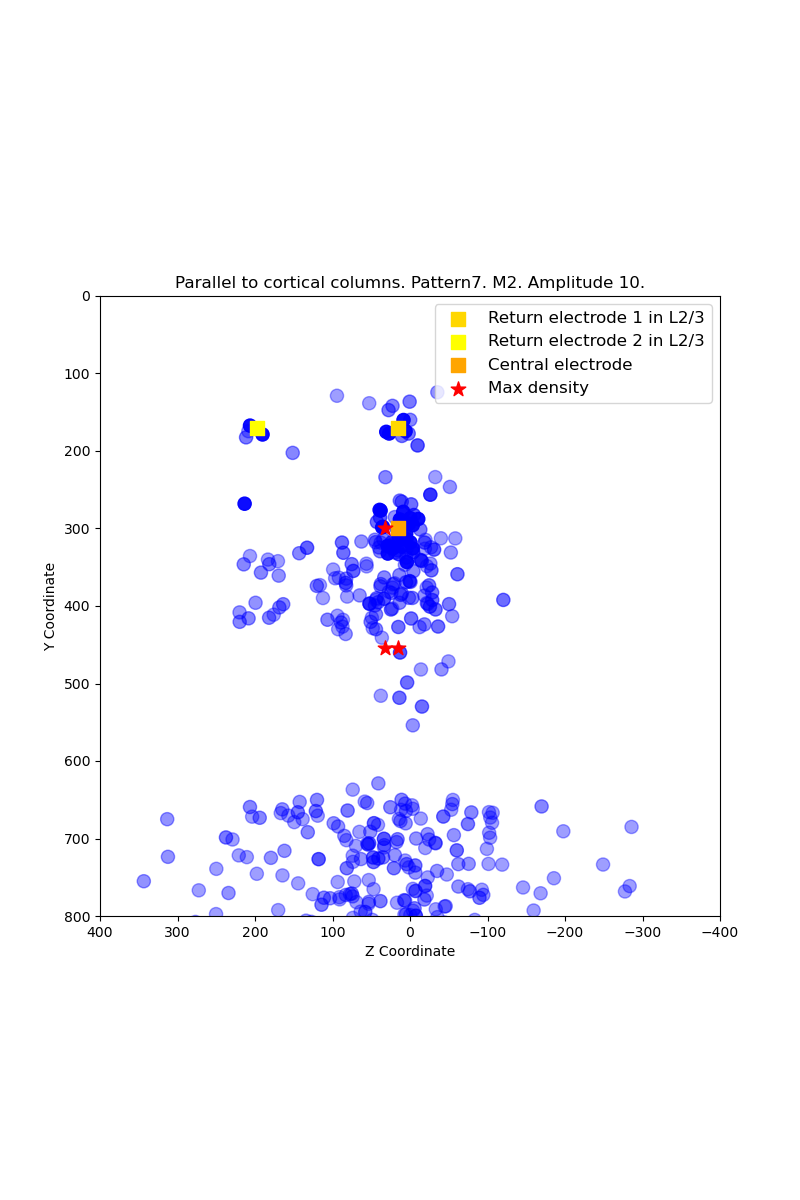 Parallel to cortical columns. Pattern7. M2. Amplitude 10.
Return electrode 1 in L2/3
Return electrode 2 in L2/3
Central electrode
Max density
0
100
200
300
400
500
600
700
800
Y Coordinate
400 300 200 100 0 −100 −200 −300 −400
Z Coordinate